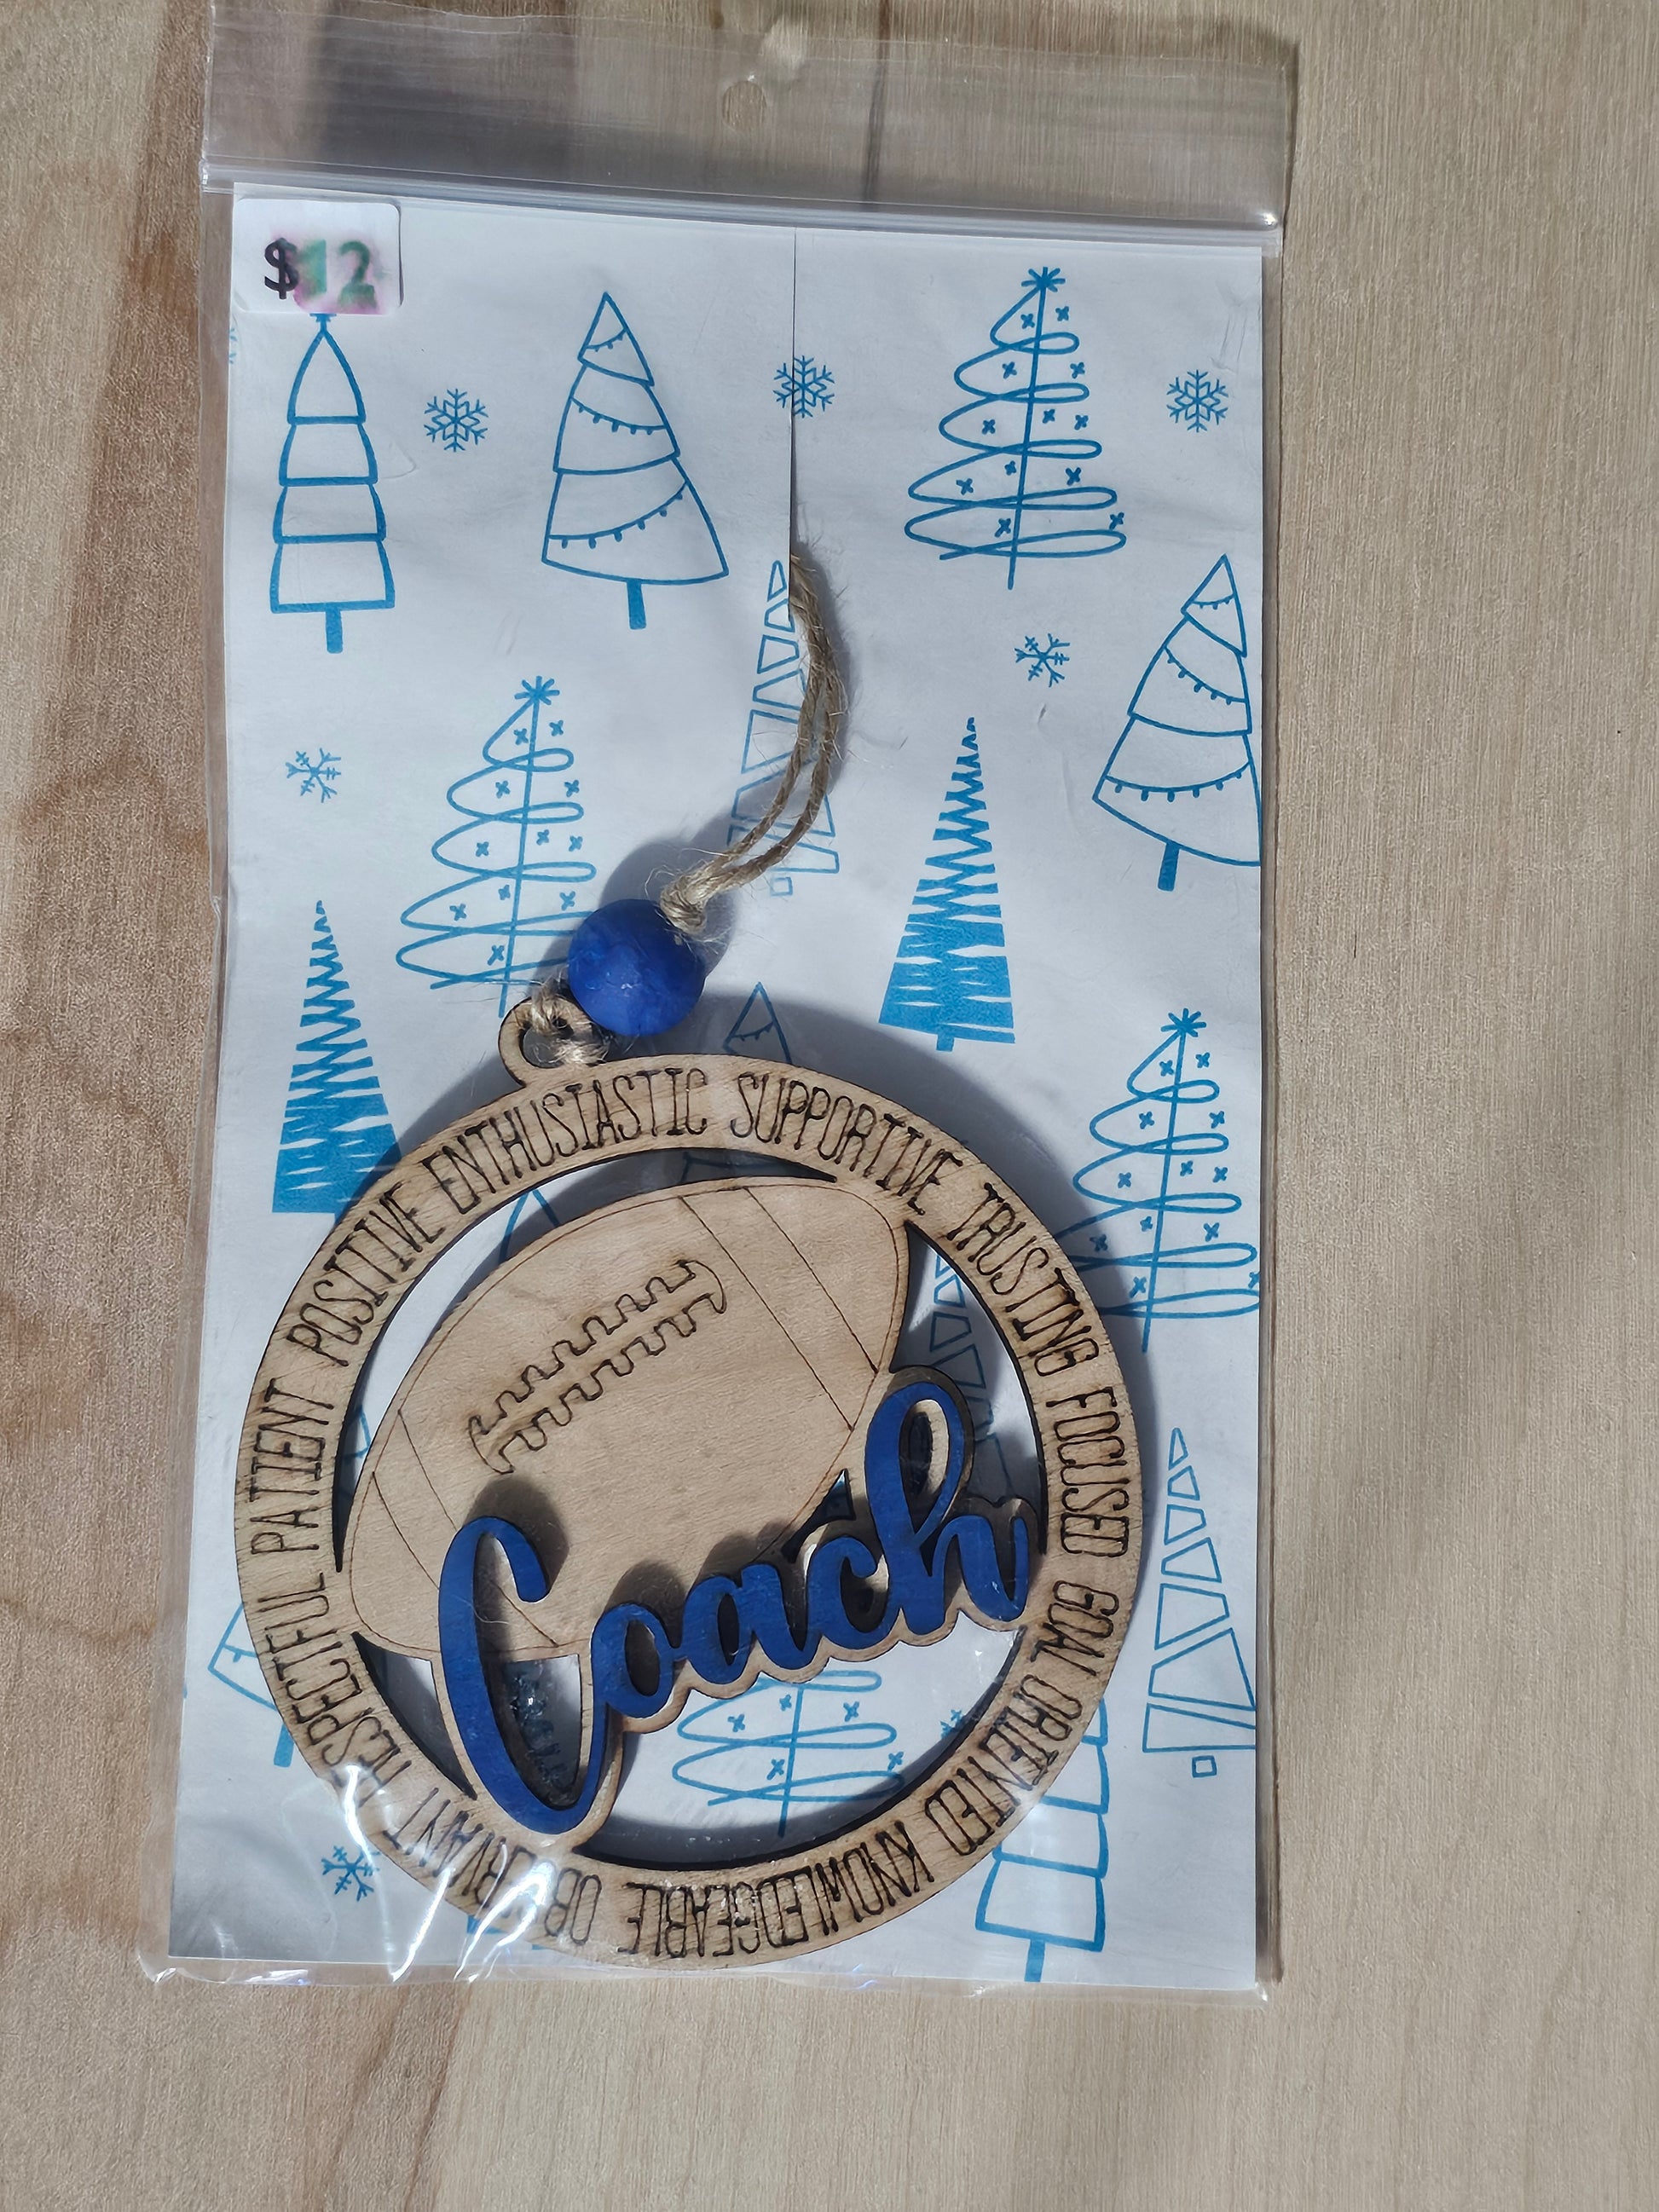 $12
ENTHUSIASTIC SUPPORTIVE TRUSTING FOCUSED GOAL ORIENTED KNOWLEDGEABLE OBSERVANT RESPECTFUL PATIENT POSITIVE
Coach